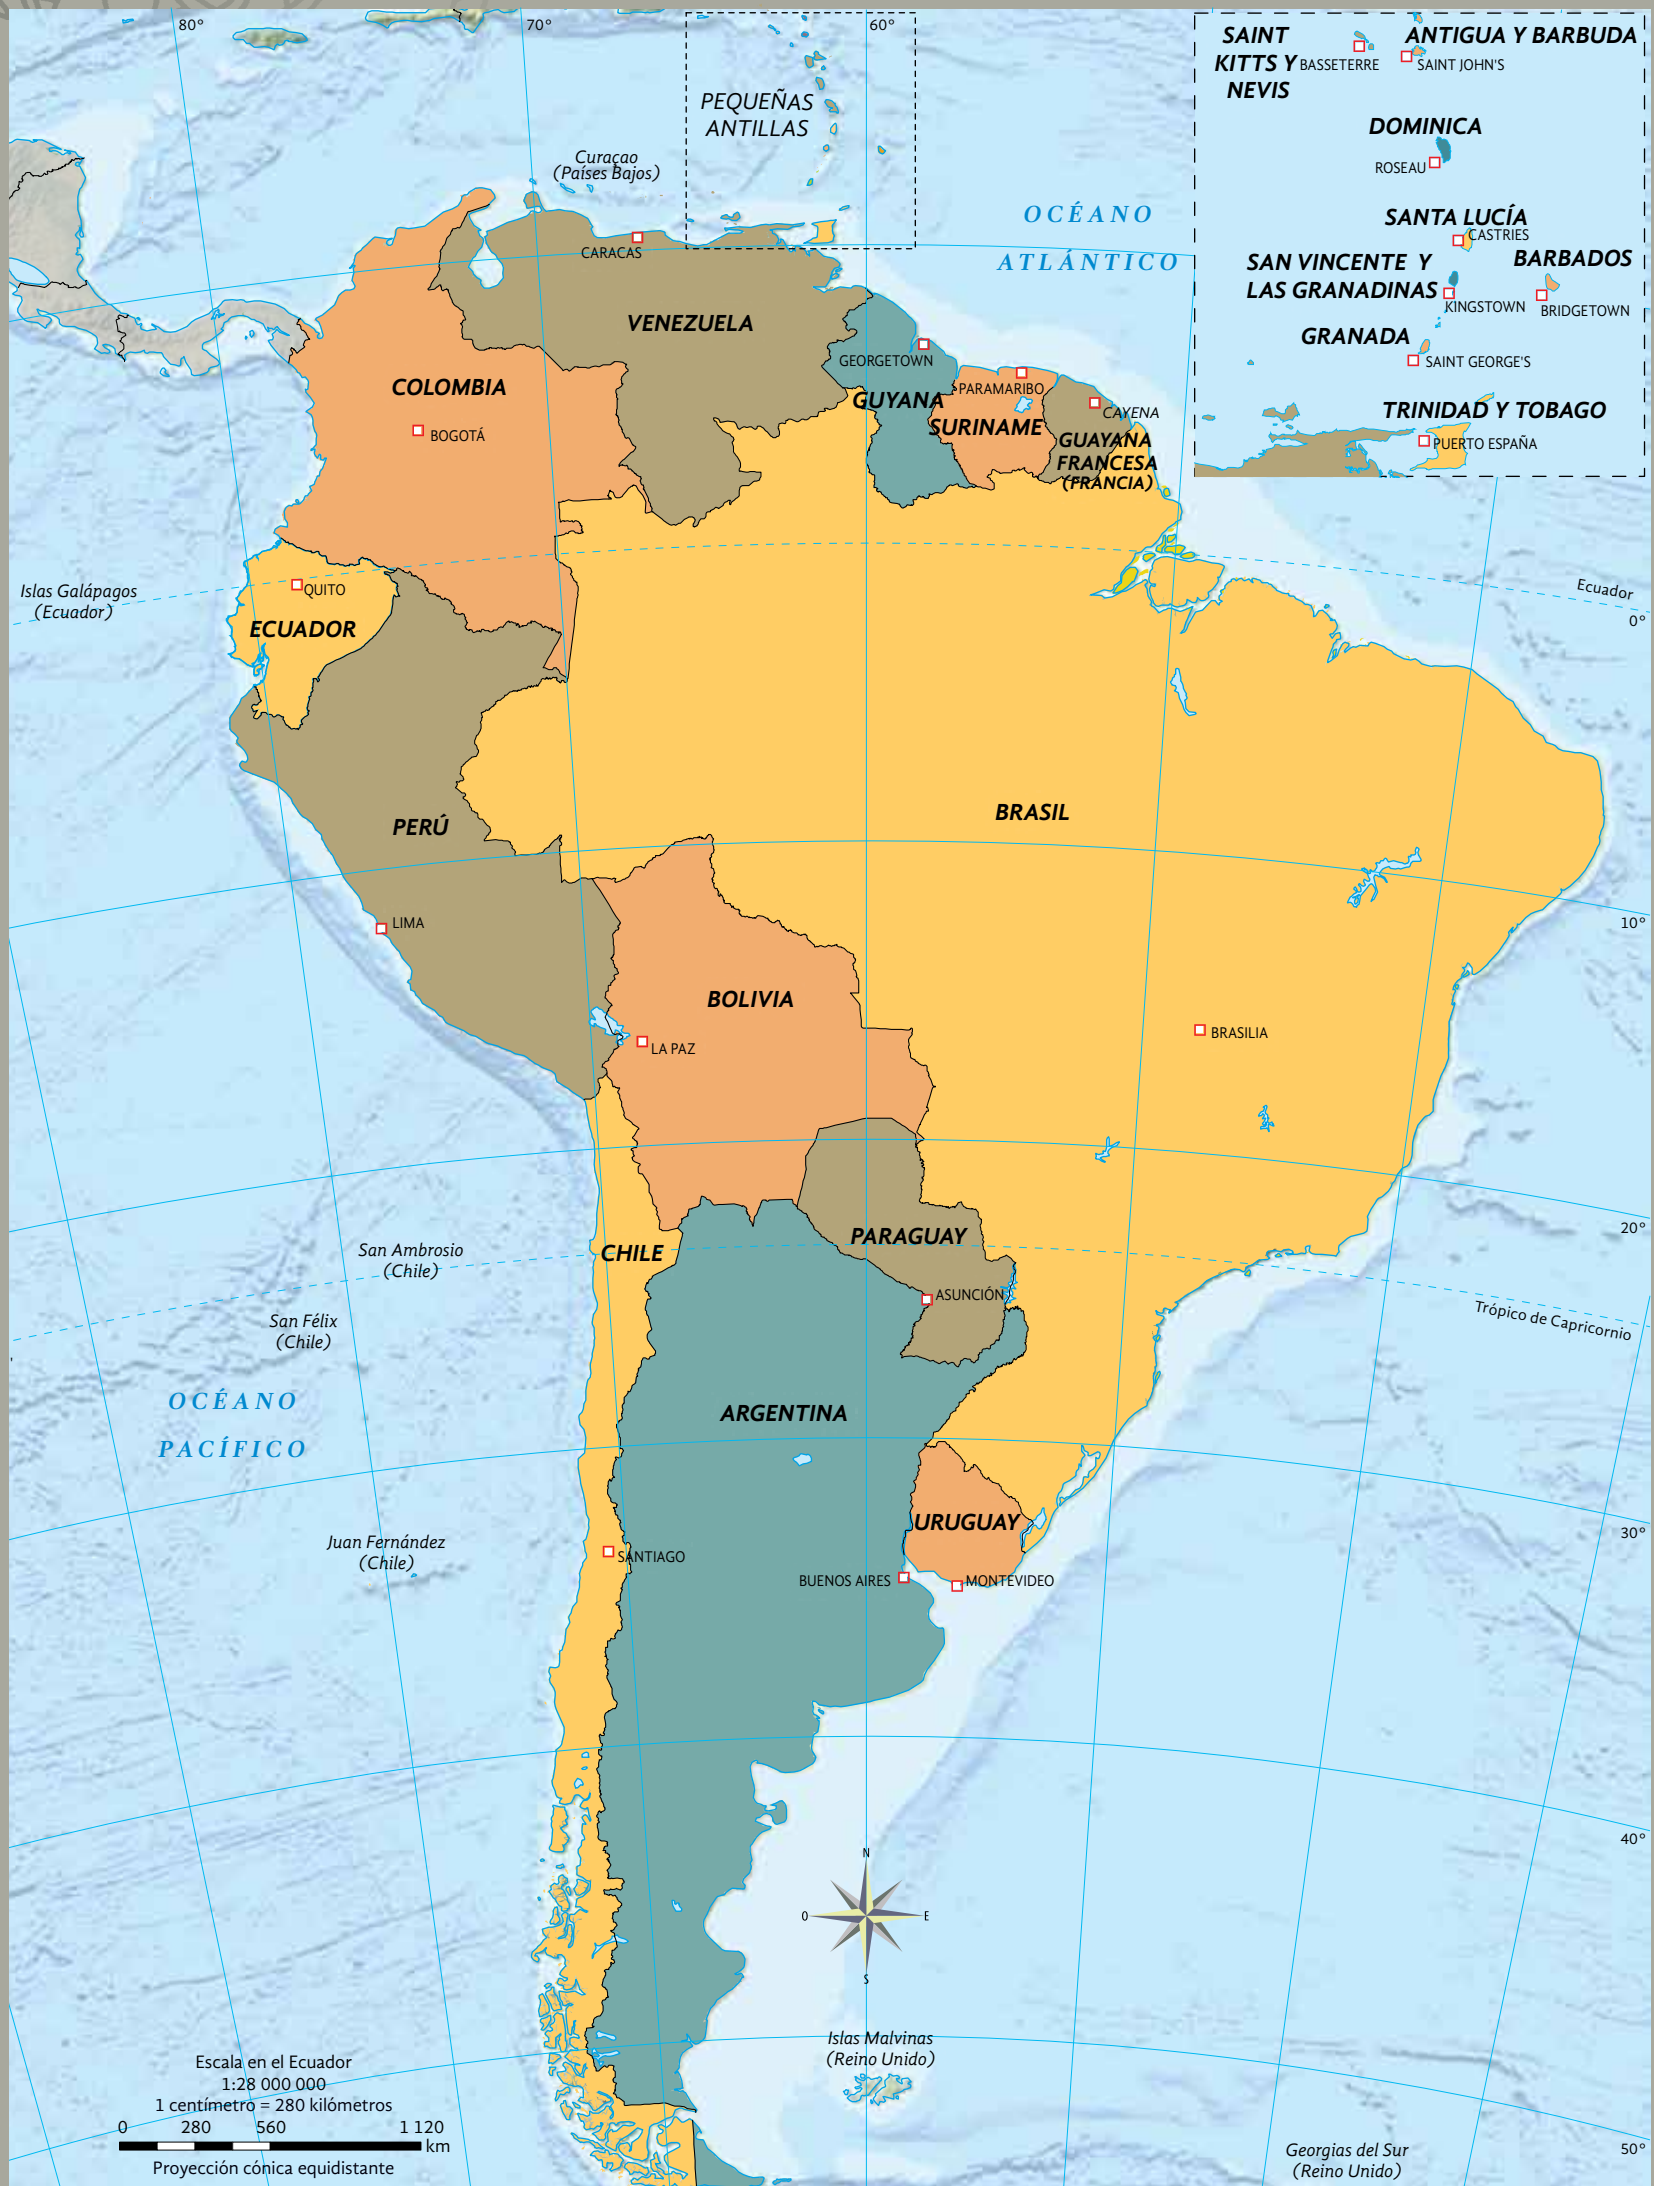 80°
70°
60°
PEQUEÑAS
ANTILLAS
Curaçao
(Países Bajos)
OCÉANO
ATLÁNTICO
SAINT
KITTS Y
NEVIS
BASSETERRE
ANTIGUA Y BARBUDA
SAINT JOHN'S
DOMINICA
ROSEAU
SANTA LUCÍA
CASTRIES
SAN VINCENTE Y
LAS GRANADINAS
KINGSTOWN
BARBADOS
BRIDGETOWN
GRANADA
SAINT GEORGE'S
TRINIDAD Y TOBAGO
PUERTO ESPAÑA
CARACAS
VENEZUELA
COLOMBIA
BOGOTÁ
GEORGETOWN
GUYANA
PARAMARIBO
SURINAME
CAYENA
GUAYANA
FRANCESA
(FRANCIA)
Islas Galápagos
(Ecuador)
QUITO
ECUADOR
Ecuador
0°
PERÚ
LIMA
BRASIL
10°
BOLIVIA
LA PAZ
BRASILIA
20°
San Ambrosio
(Chile)
CHILE
PARAGUAY
ASUNCIÓN
San Félix
(Chile)
Trópico de Capricornio
OCÉANO
PACÍFICO
ARGENTINA
URUGUAY
30°
Juan Fernández
(Chile)
SANTIAGO
BUENOS AIRES
MONTEVIDEO
40°
N
O
E
S
Islas Malvinas
(Reino Unido)
Escala en el Ecuador
1:28 000 000
1 centímetro = 280 kilómetros
0 280 560 1 120
km
Proyección cónica equidistante
Georgias del Sur
(Reino Unido)
50°